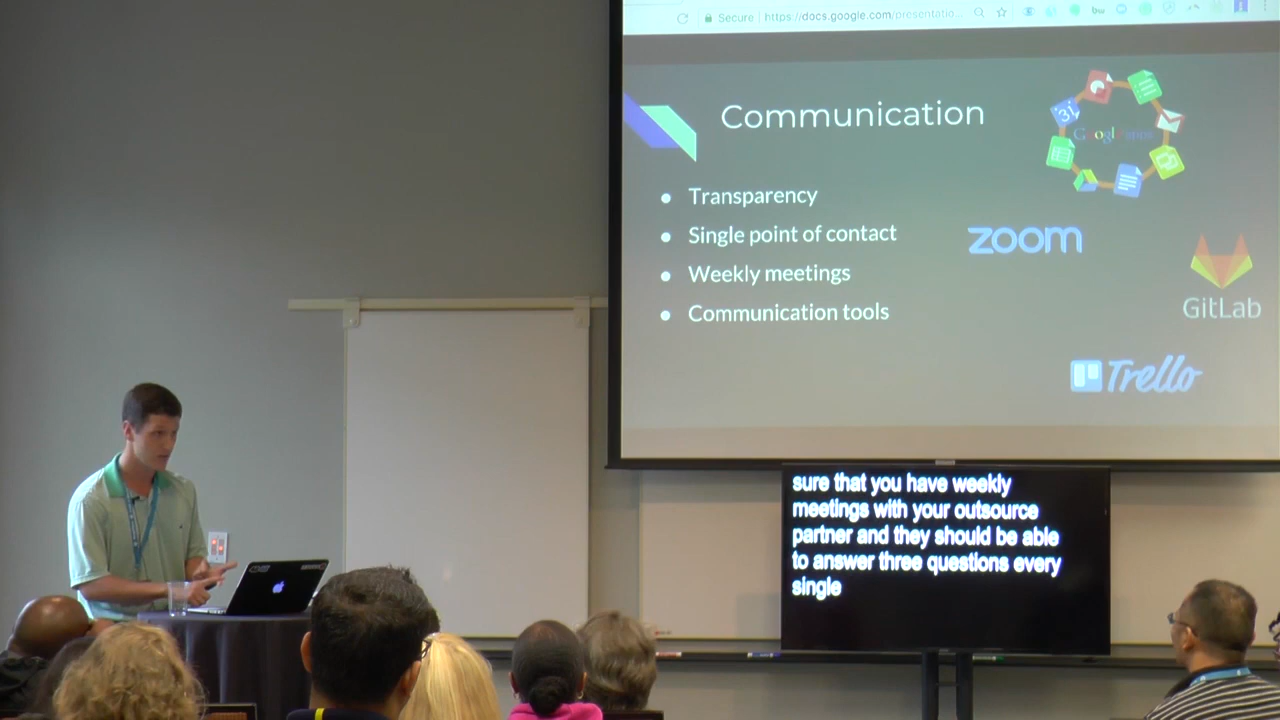 Secure
https://docs.google.com/presentatio...
Communication
31
Transparency
Single point of contact
Weekly meetings
Communication tools
zoom
GitLab
Trello
sure that you have weekly
meetings with your outsource
partner and they should be able
to answer three questions every
single